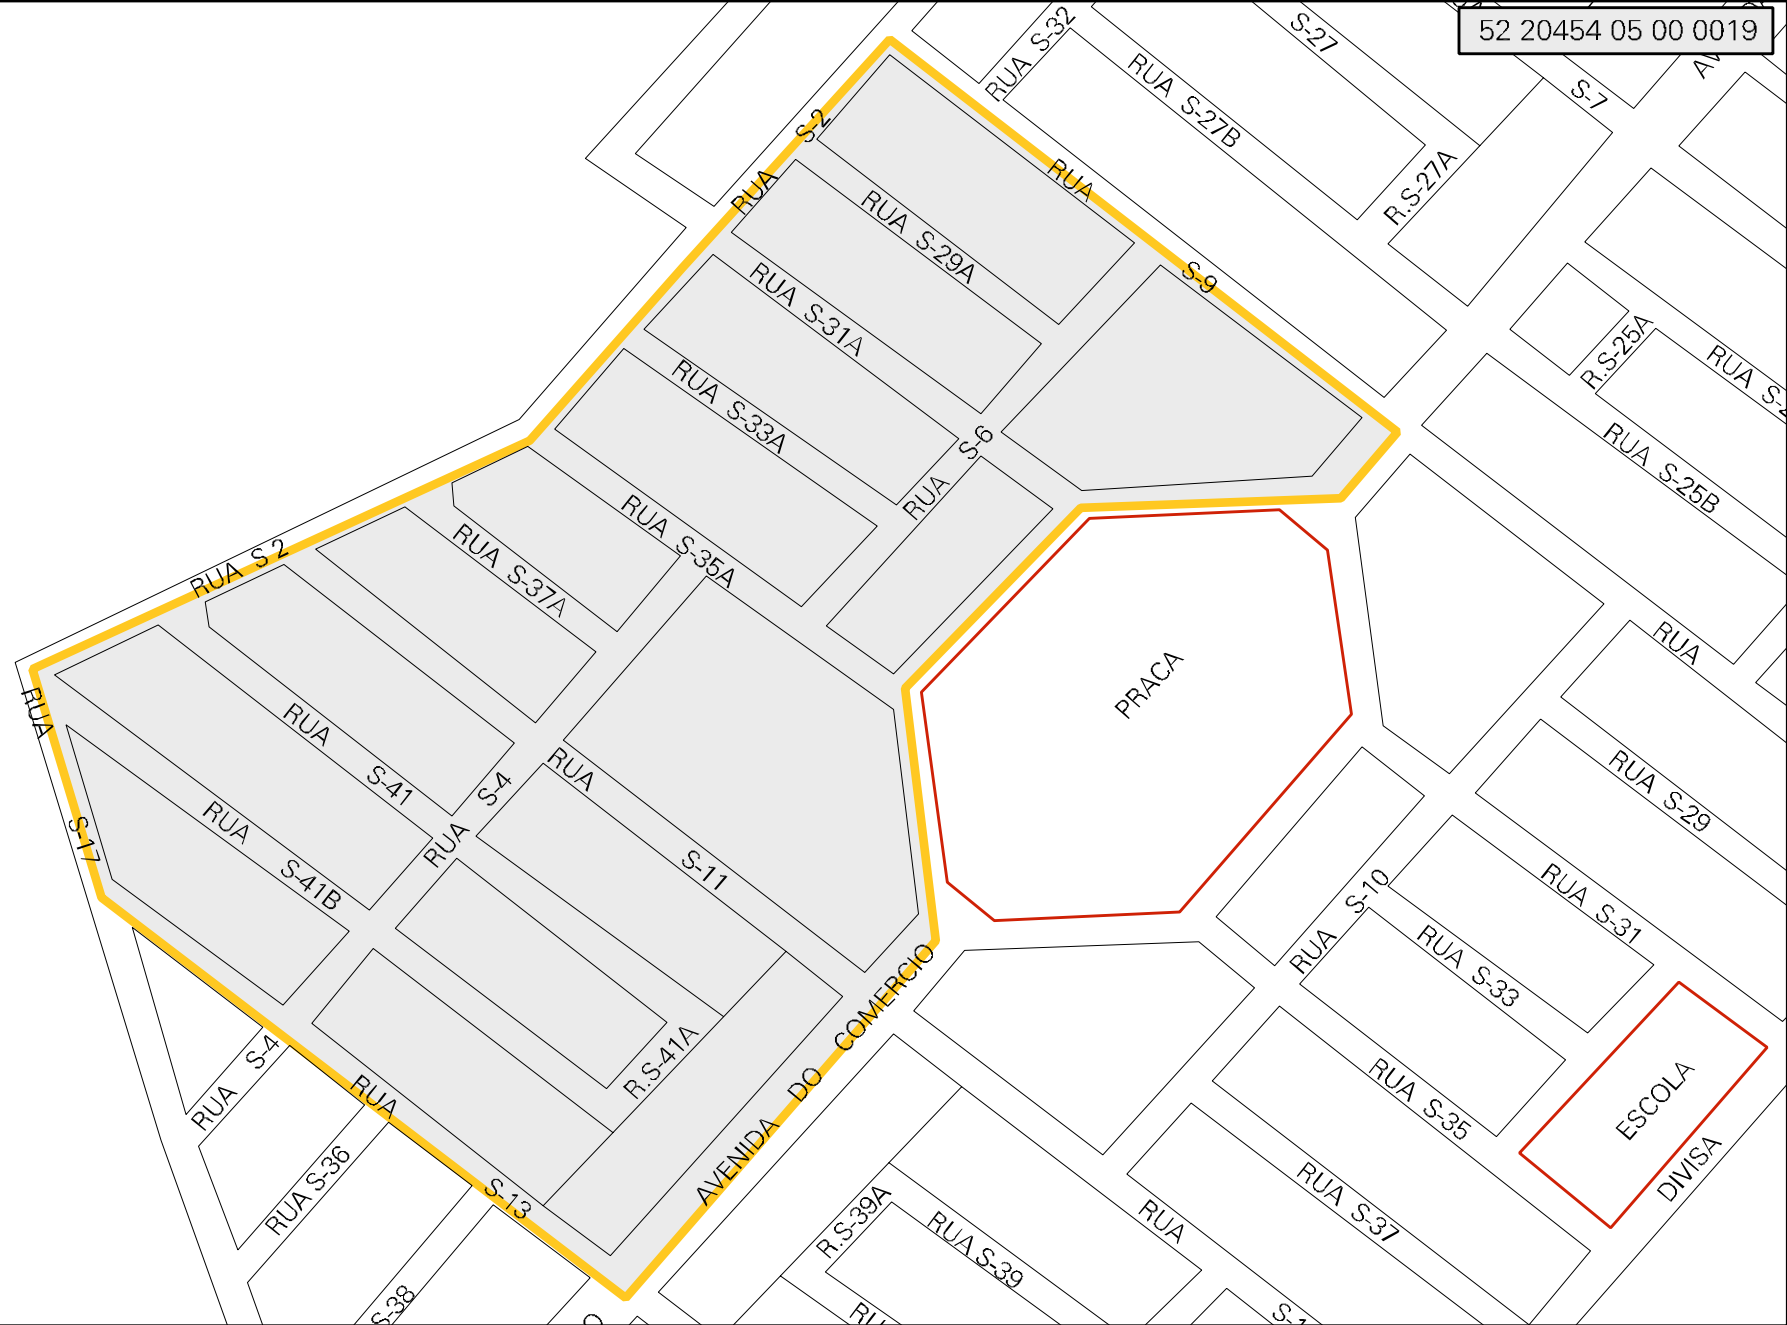 52 20454 05 00 0019
RUA S-32
S-27
S-7
RUA S-27B
R.S-27A
RUA S-2
RUA S-9
RUA S-29A
RUA S-31A
RUA S-33A
RUA S-6
R.S-25A
RUA S-25B
RUA
RUA S-35A
RUA S-37A
RUA S 2
RUA S-17
RUA S-41
RUA S-41B
RUA S-4
RUA S-11
PRACA
RUA
RUA S-29
RUA S-31
RUA S-10
RUA S-33
RUA S-35
RUA S-37
ESCOLA
DIVISA
AVENIDA DO COMERCIO
R.S-41A
RUA S-4
RUA S-36
RUA S-13
S-38
R.S-39A
RUA S-39
RUA